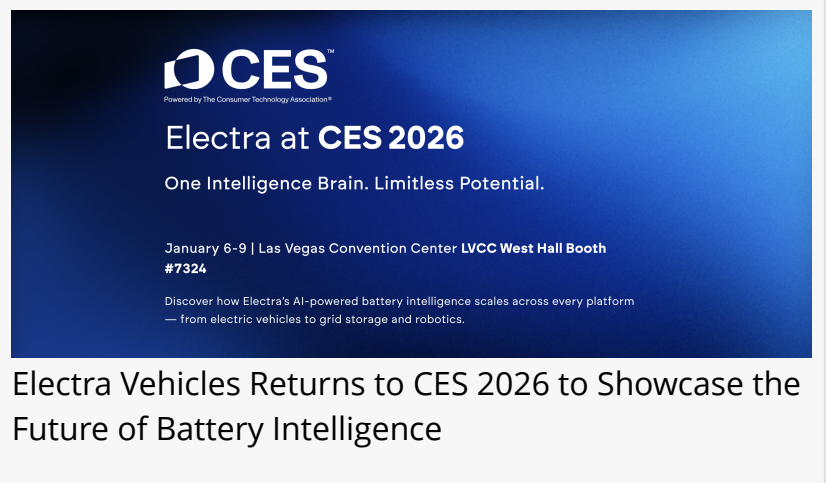 CES™
Powered by The Consumer Technology Association®
Electra at CES 2026
One Intelligence Brain. Limitless Potential.
January 6-9 | Las Vegas Convention Center LVCC West Hall Booth
#7324
Discover how Electra's AI-powered battery intelligence scales across every platform
— from electric vehicles to grid storage and robotics.
Electra Vehicles Returns to CES 2026 to Showcase the
Future of Battery Intelligence